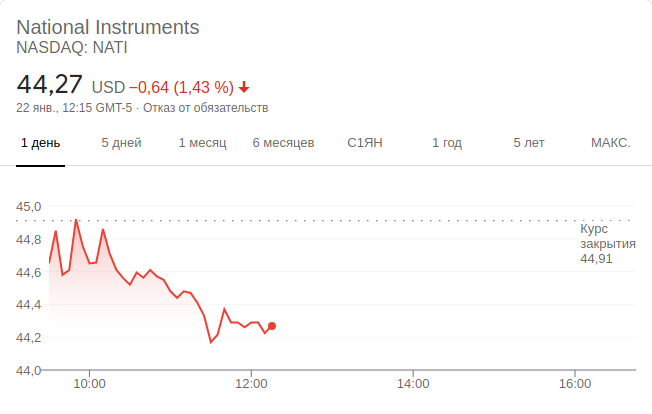 National Instruments
NASDAQ: NATI
44,27 USD −0,64 (1,43 %)
22 янв., 12:15 GMT-5 · Отказ от обязательств
1 день 5 дней 1 месяц 6 месяцев С1ЯН 1 год 5 лет МАКС.
45,0
Курс
закрытия
44,91
44,8
44,6
44,4
44,2
44,0
10:00 12:00 14:00 16:00